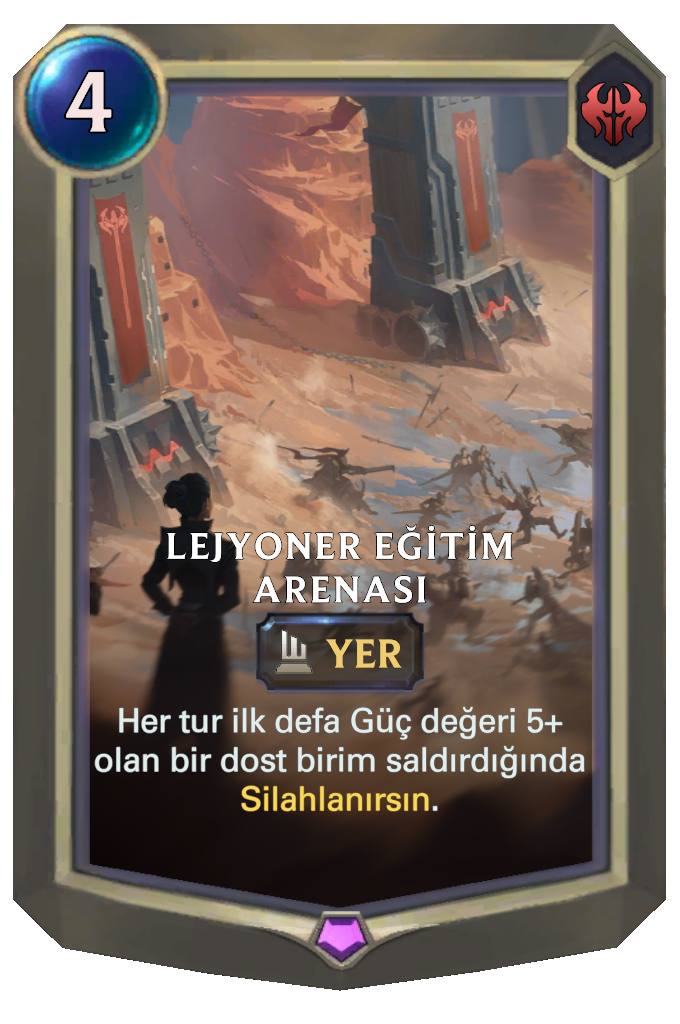 4
LEJYONER EĞİTİM
ARENASI
YER
Her tur ilk defa Güç değeri 5+
olan bir dost birim saldırdığında
Silahlanırsın.